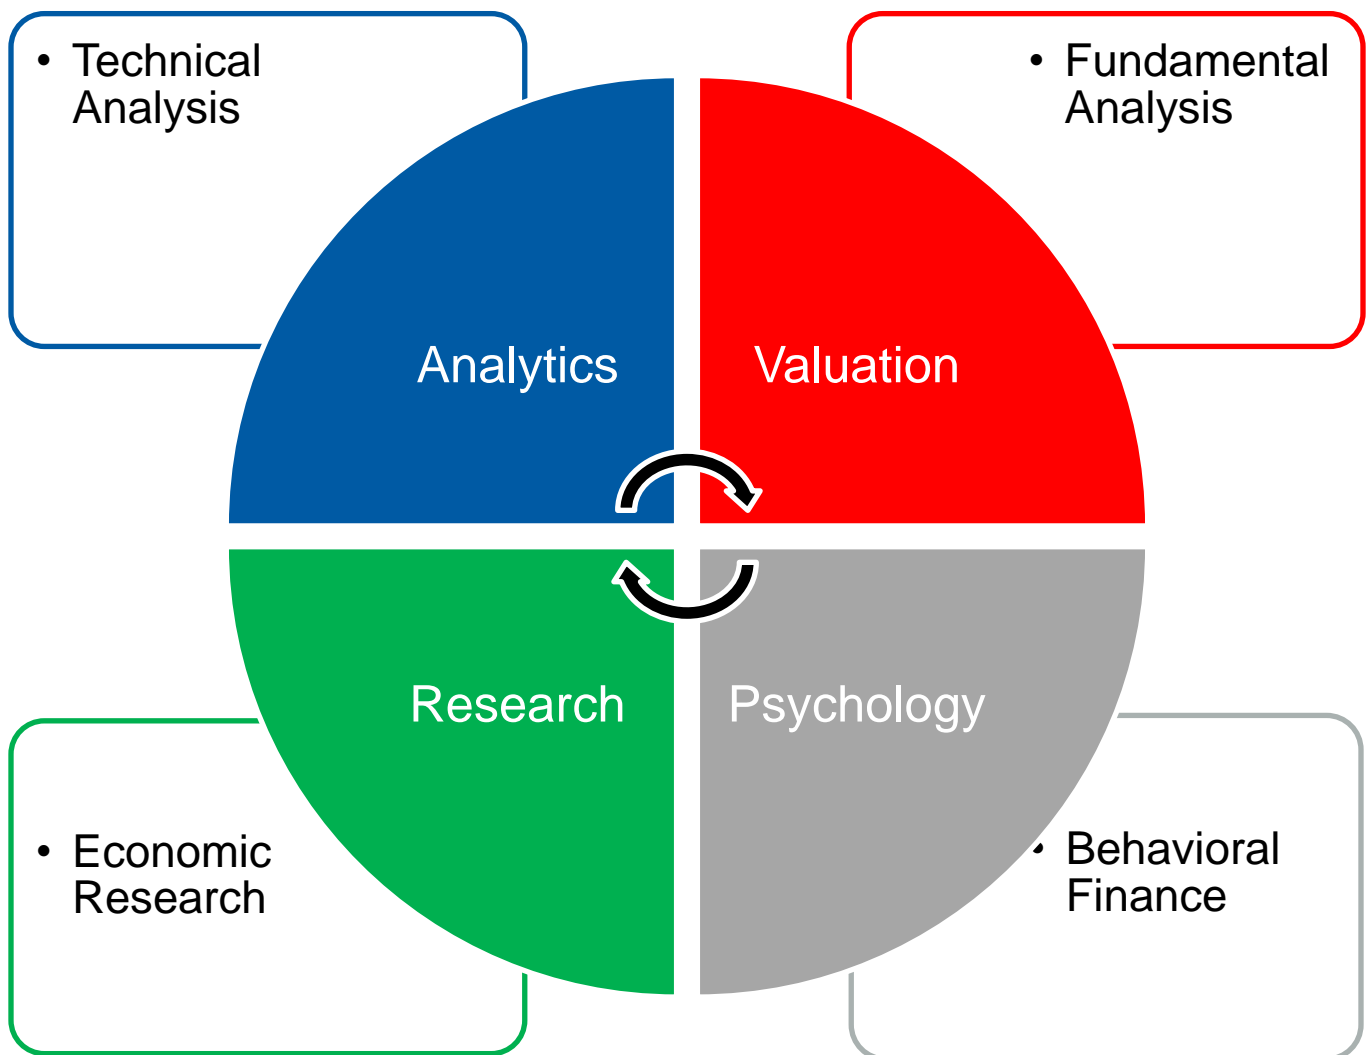 • Technical
Analysis
• Fundamental
Analysis
Analytics
Valuation
Research
Psychology
• Economic
Research
• Behavioral
Finance